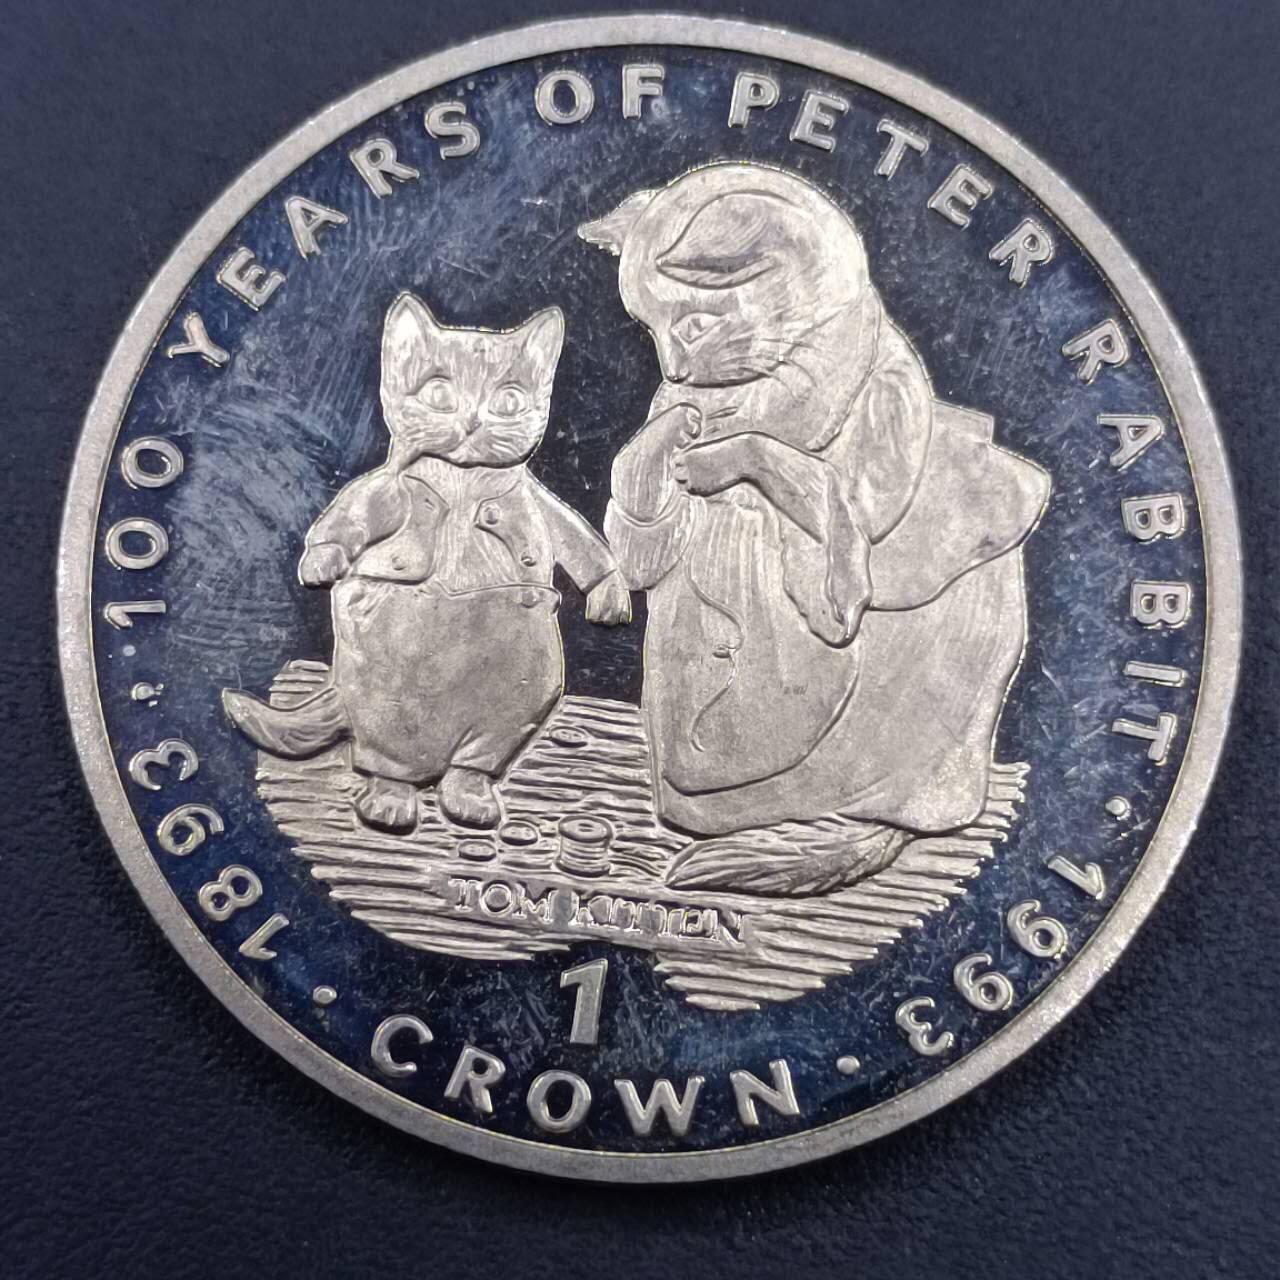 100 YEARS OF PETER RABBIT · 1993
TOM KITTEN
1
1893 · CROWN ·